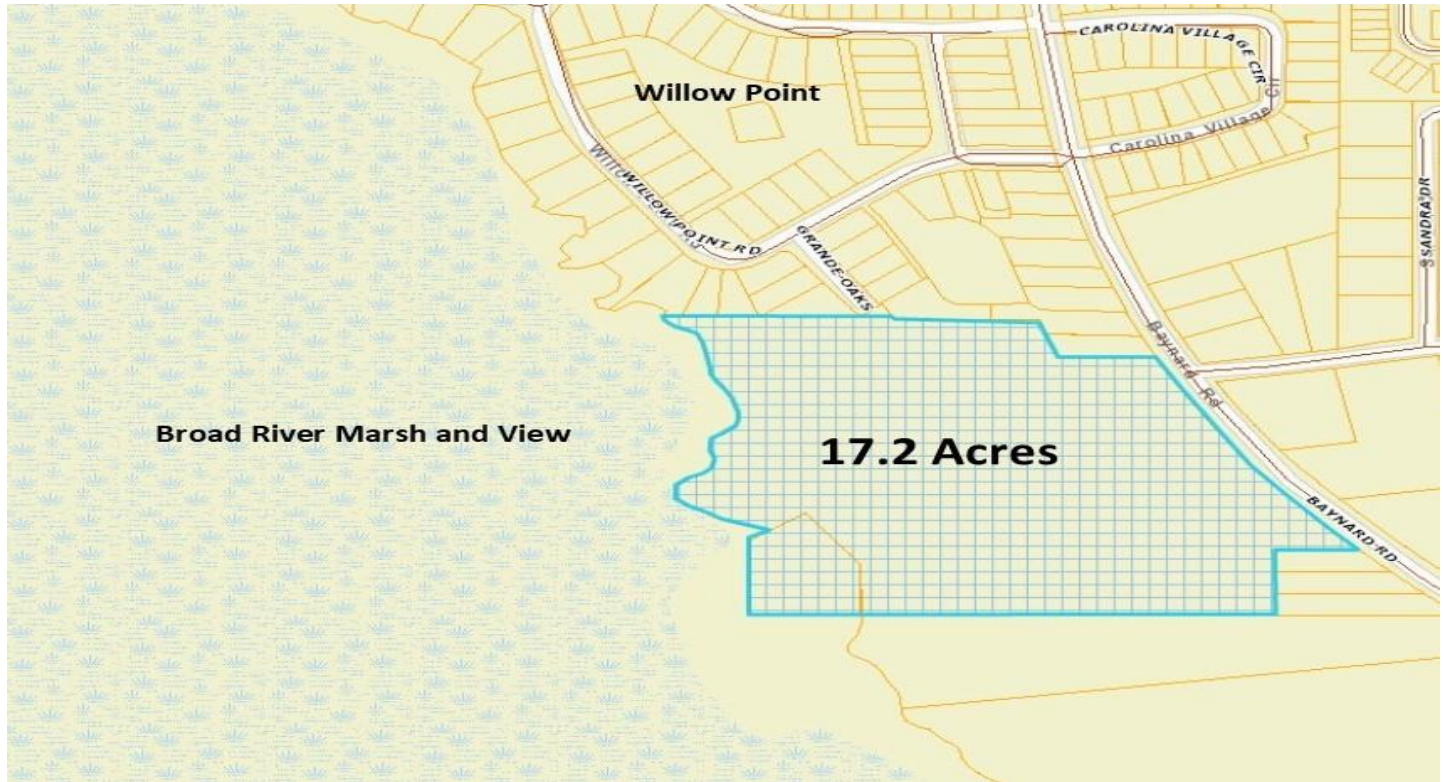 CAROLINA VILLAGE CIR
Cir
Willow Point
Carolina Village
WILLOW POINT RD
GRANDE OAKS
SSANDRA DR
Baynard Rd
Broad River Marsh and View
17.2 Acres
BAYNARD RD